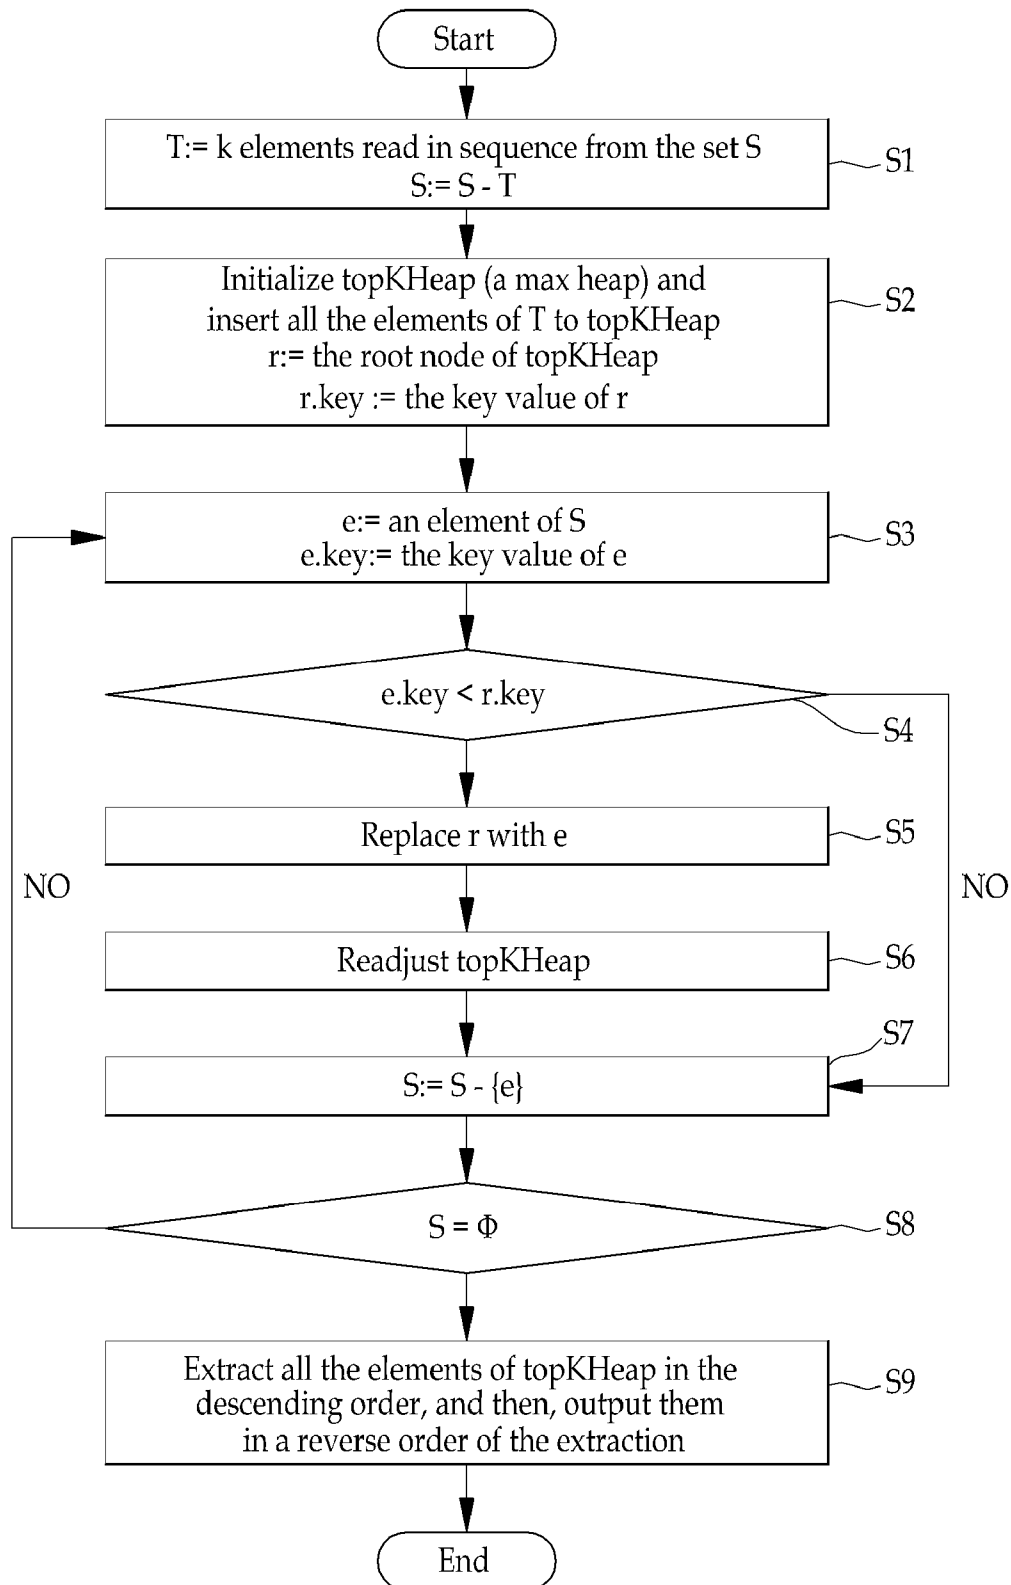 Start
T:= k elements read in sequence from the set S
S:= S - T
S1
Initialize topKHeap (a max heap) and
insert all the elements of T to topKHeap
r:= the root node of topKHeap
r.key := the key value of r
S2
e:= an element of S
e.key:= the key value of e
S3
e.key < r.key
S4
Replace r with e
S5
NO
NO
Readjust topKHeap
S6
S7
S:= S - {e}
S = Φ
S8
Extract all the elements of topKHeap in the
descending order, and then, output them
in a reverse order of the extraction
S9
End